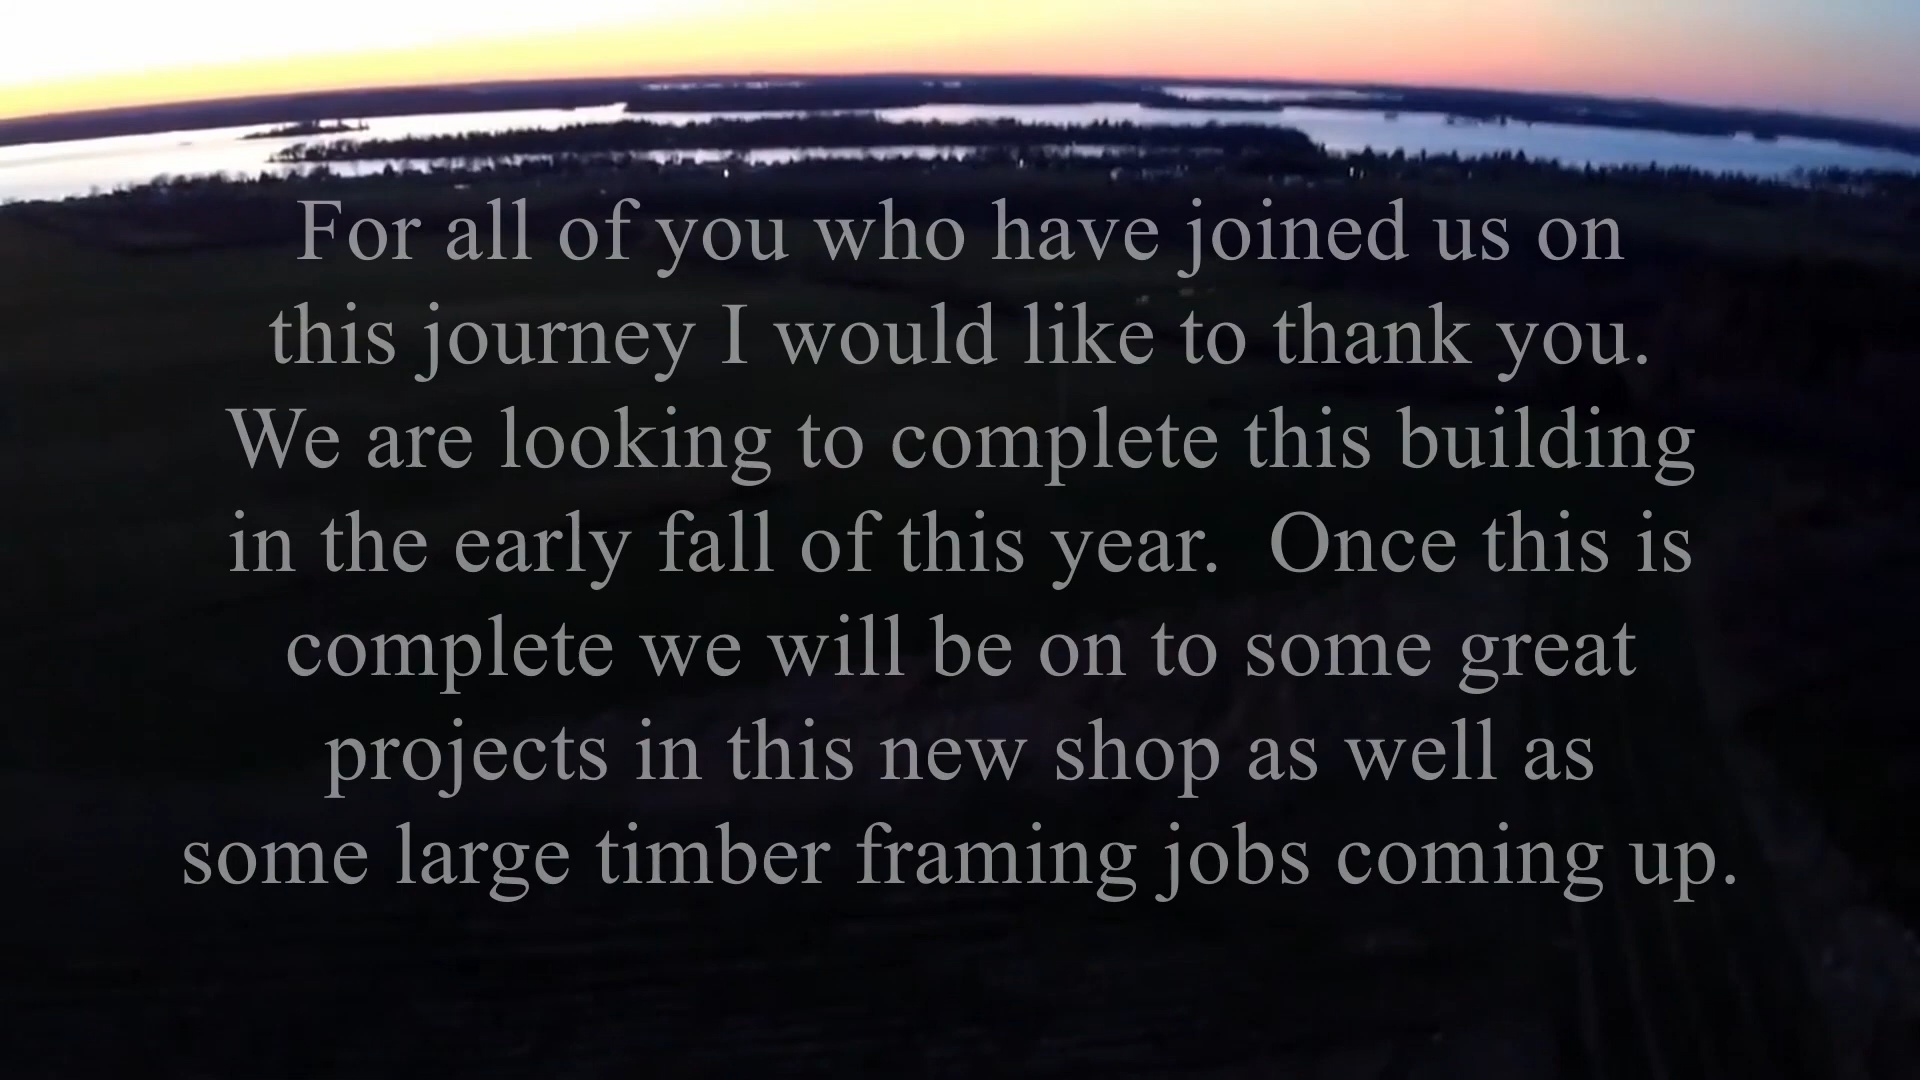 For all of you who have joined us on
this journey I would like to thank you.
We are looking to complete this building
in the early fall of this year.  Once this is
complete we will be on to some great
projects in this new shop as well as
some large timber framing jobs coming up.